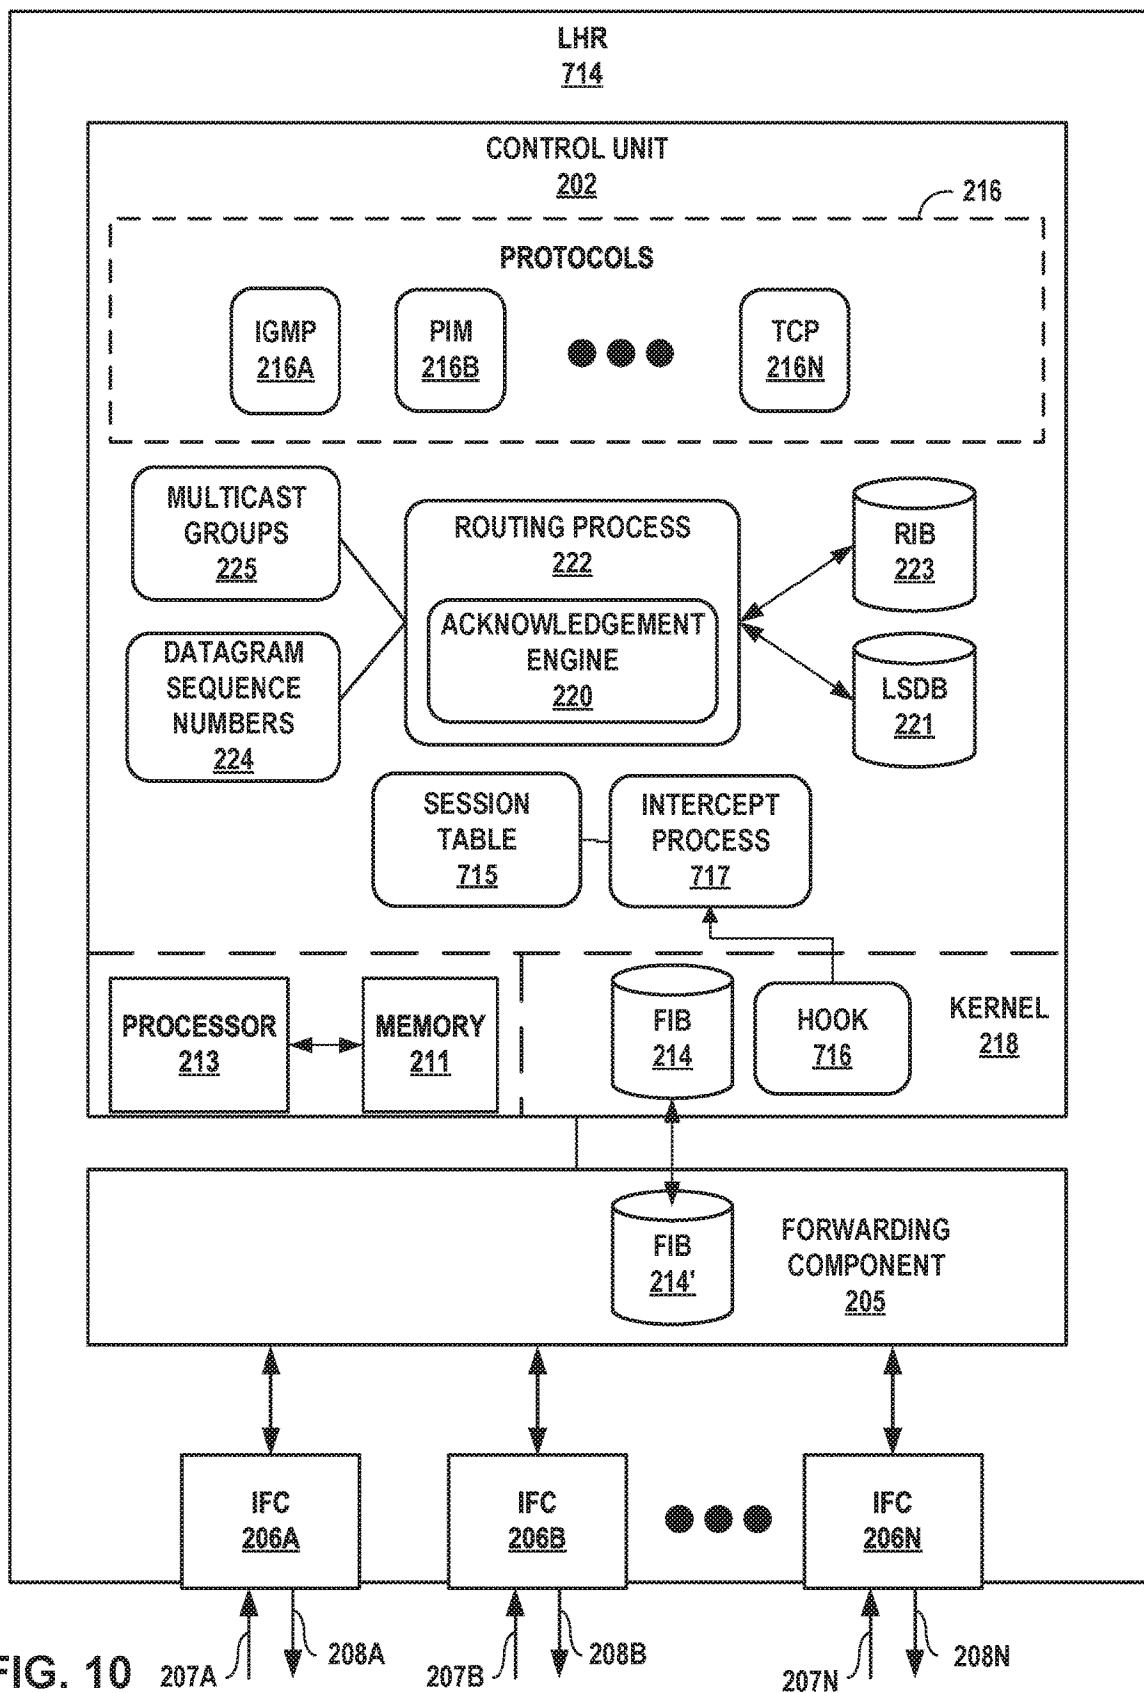 LHR
714
CONTROL UNIT
202
216
PROTOCOLS
IGMP
216A
PIM
216B
TCP
216N
MULTICAST
GROUPS
225
DATAGRAM
SEQUENCE
NUMBERS
224
ROUTING PROCESS
222
ACKNOWLEDGEMENT
ENGINE
220
RIB
223
LSDB
221
SESSION
TABLE
715
INTERCEPT
PROCESS
717
PROCESSOR
213
MEMORY
211
FIB
214
HOOK
716
KERNEL
218
FIB
214'
FORWARDING
COMPONENT
205
IFC
206A
IFC
206B
IFC
206N
207A
208A
207B
208B
207N
208N
FIG. 10